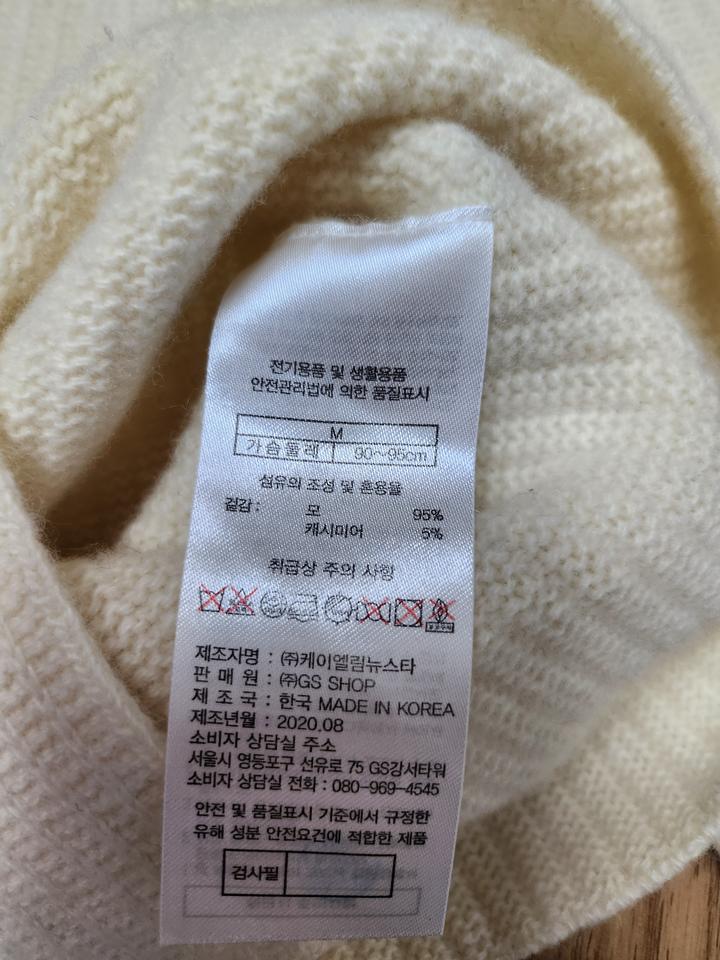 전기용품 및 생활용품
안전관리법에 의한 품질표시
M
가슴둘레 90~95cm
섬유의 조성 및 혼용율
겉감 : 모 95%
캐시미어 5%
취급상 주의 사항
제조자명 : ㈜케이엘림뉴스타
판 매 원 : ㈜GS SHOP
제 조 국 : 한국 MADE IN KOREA
제조년월 : 2020.08
소비자 상담실 주소
서울시 영등포구 선유로 75 GS강서타워
소비자 상담실 전화 : 080-969-4545
안전 및 품질표시 기준에서 규정한
유해 성분 안전요건에 적합한 제품
검사필